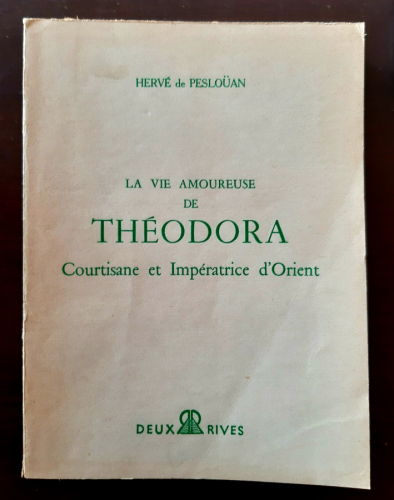 HERVÉ de PESLOÜAN
LA VIE AMOUREUSE
DE
THÉODORA
Courtisane et Impératrice d'Orient
DEUX RIVES